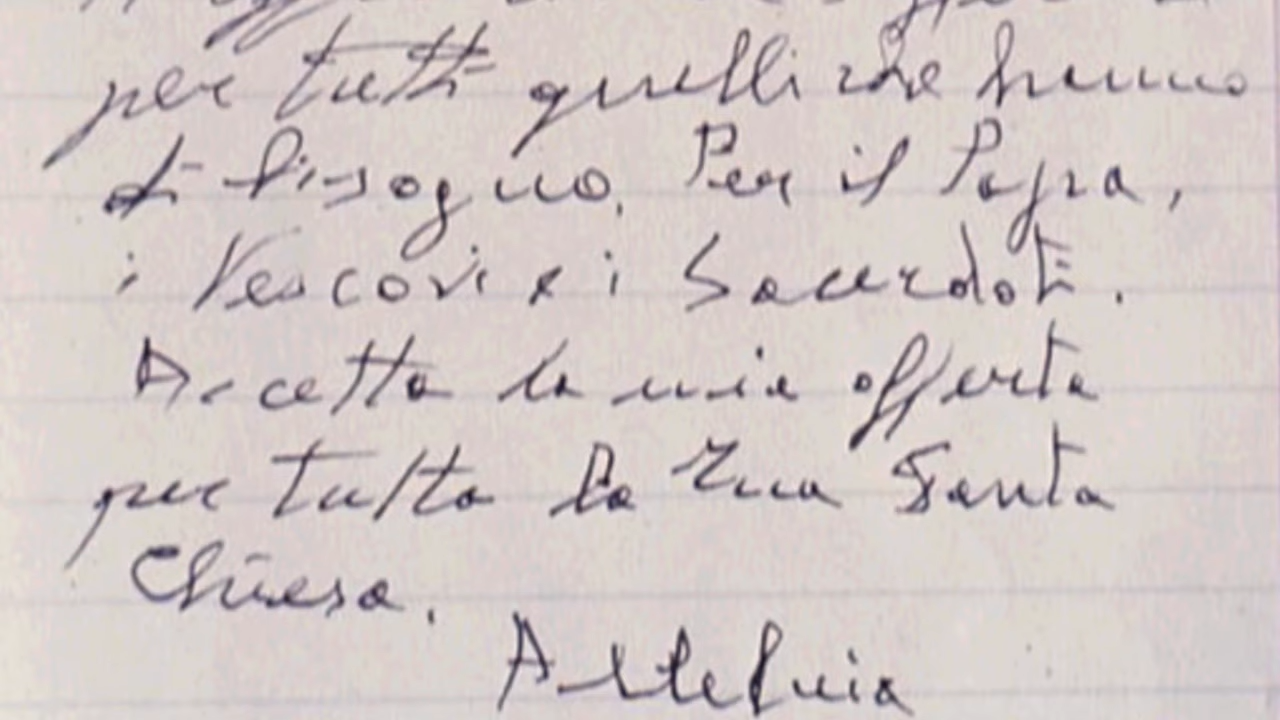 per tutti quelli che hanno
di bisogno. Per il Papa,
i Vescovi e i Sacerdoti.
Accetta la mia offerta
per tutta la Tua Santa
Chiesa.
Alleluia